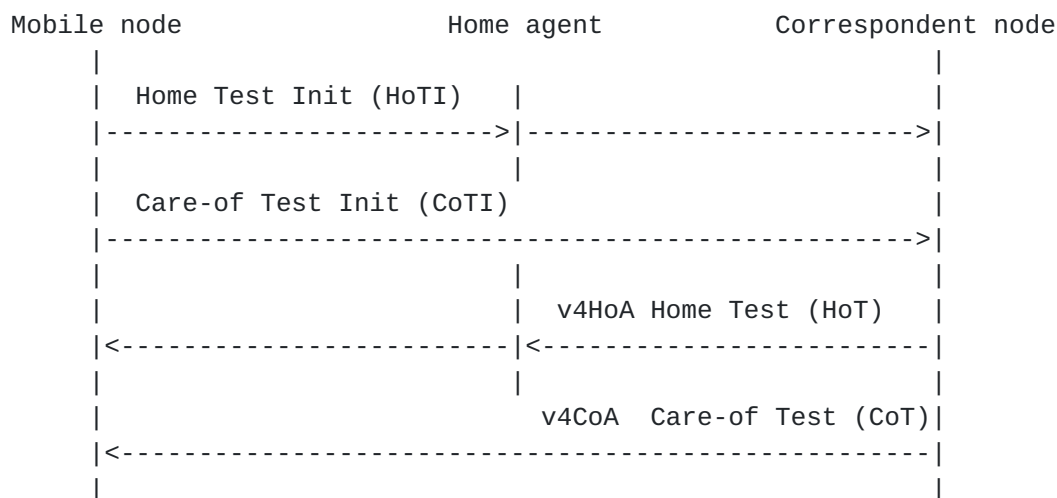 Mobile node Home agent Correspondent node
Home Test Init (HoTI)
Care-of Test Init (CoTI)
v4HoA Home Test (HoT)
v4CoA Care-of Test (CoT)